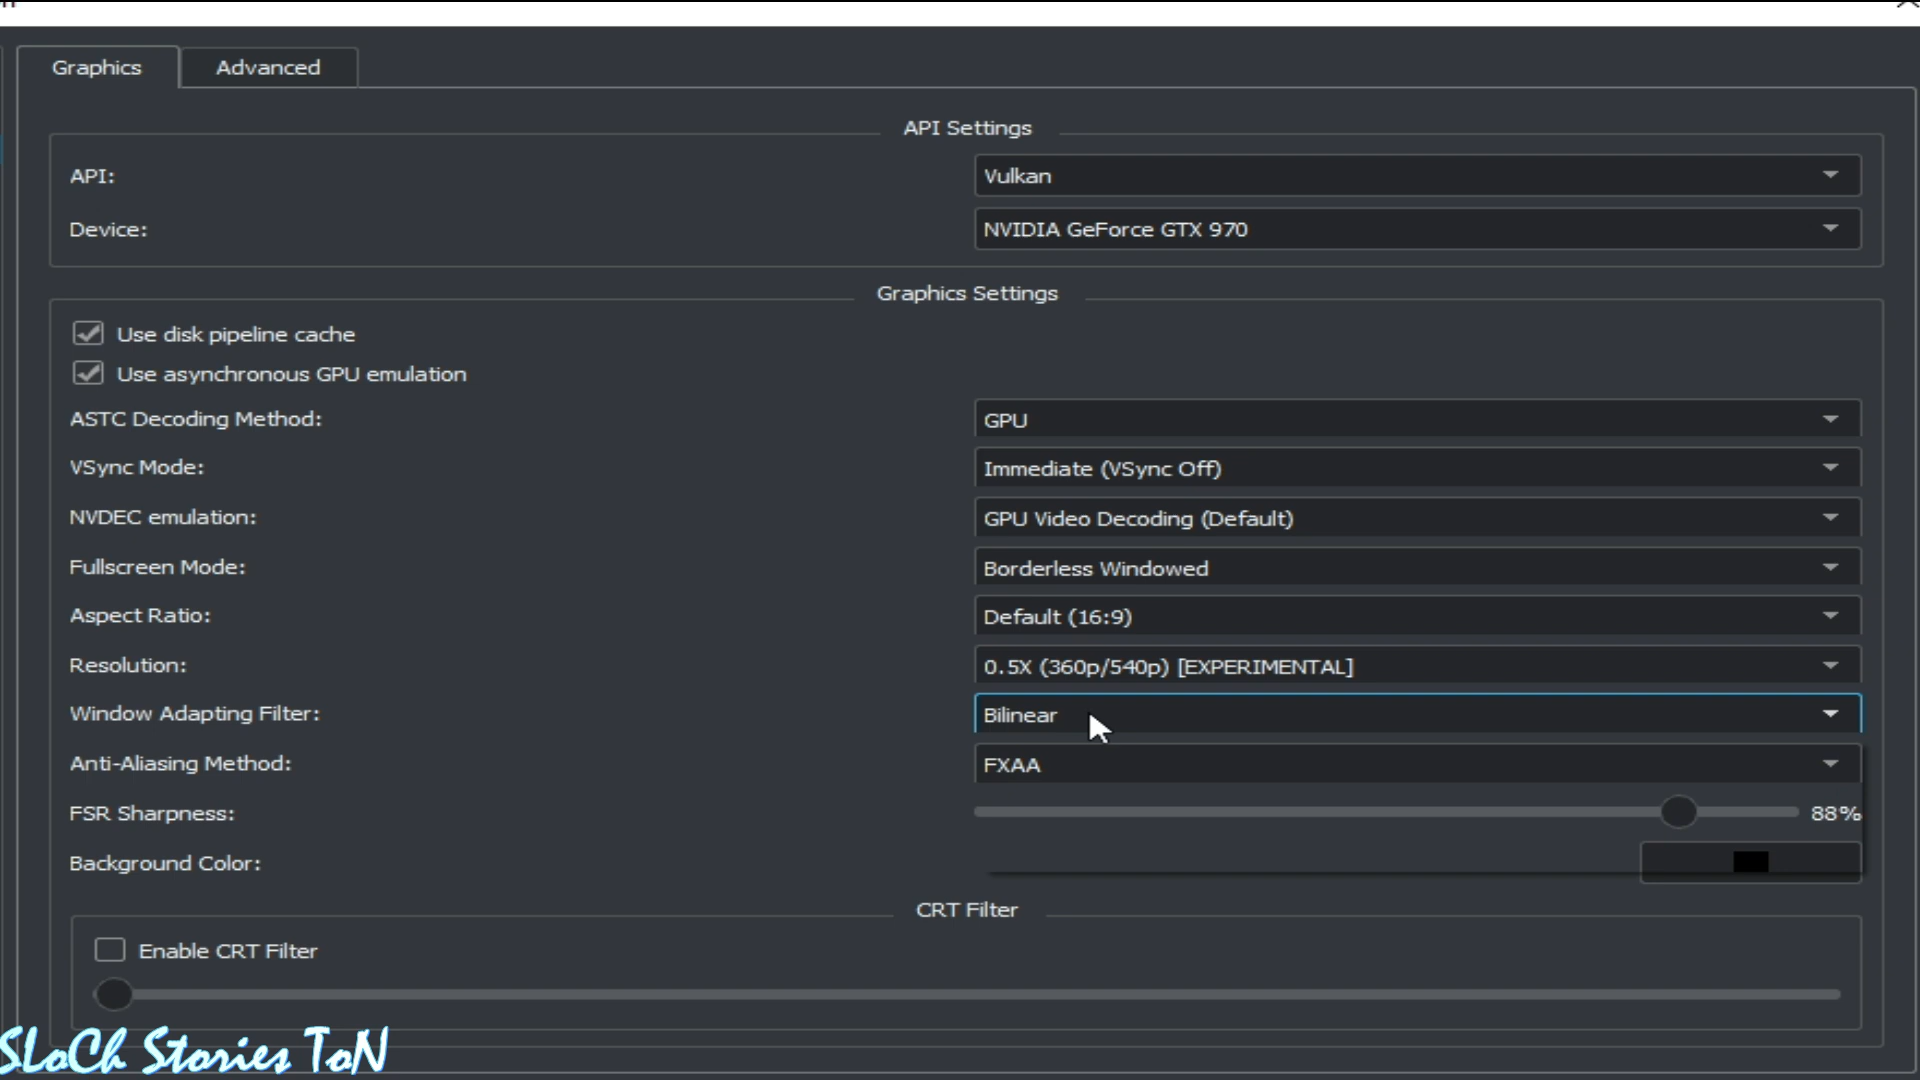 Graphics
Advanced
API Settings
API:
Vulkan
Device:
NVIDIA GeForce GTX 970
Graphics Settings
Use disk pipeline cache
Use asynchronous GPU emulation
ASTC Decoding Method:
GPU
VSync Mode:
Immediate (VSync Off)
NVDEC emulation:
GPU Video Decoding (Default)
Fullscreen Mode:
Borderless Windowed
Aspect Ratio:
Default (16:9)
Resolution:
0.5X (360p/540p) [EXPERIMENTAL]
Window Adapting Filter:
Bilinear
Anti-Aliasing Method:
FXAA
FSR Sharpness:
88%
Background Color:
CRT Filter
Enable CRT Filter
SLoCh Stories ToN